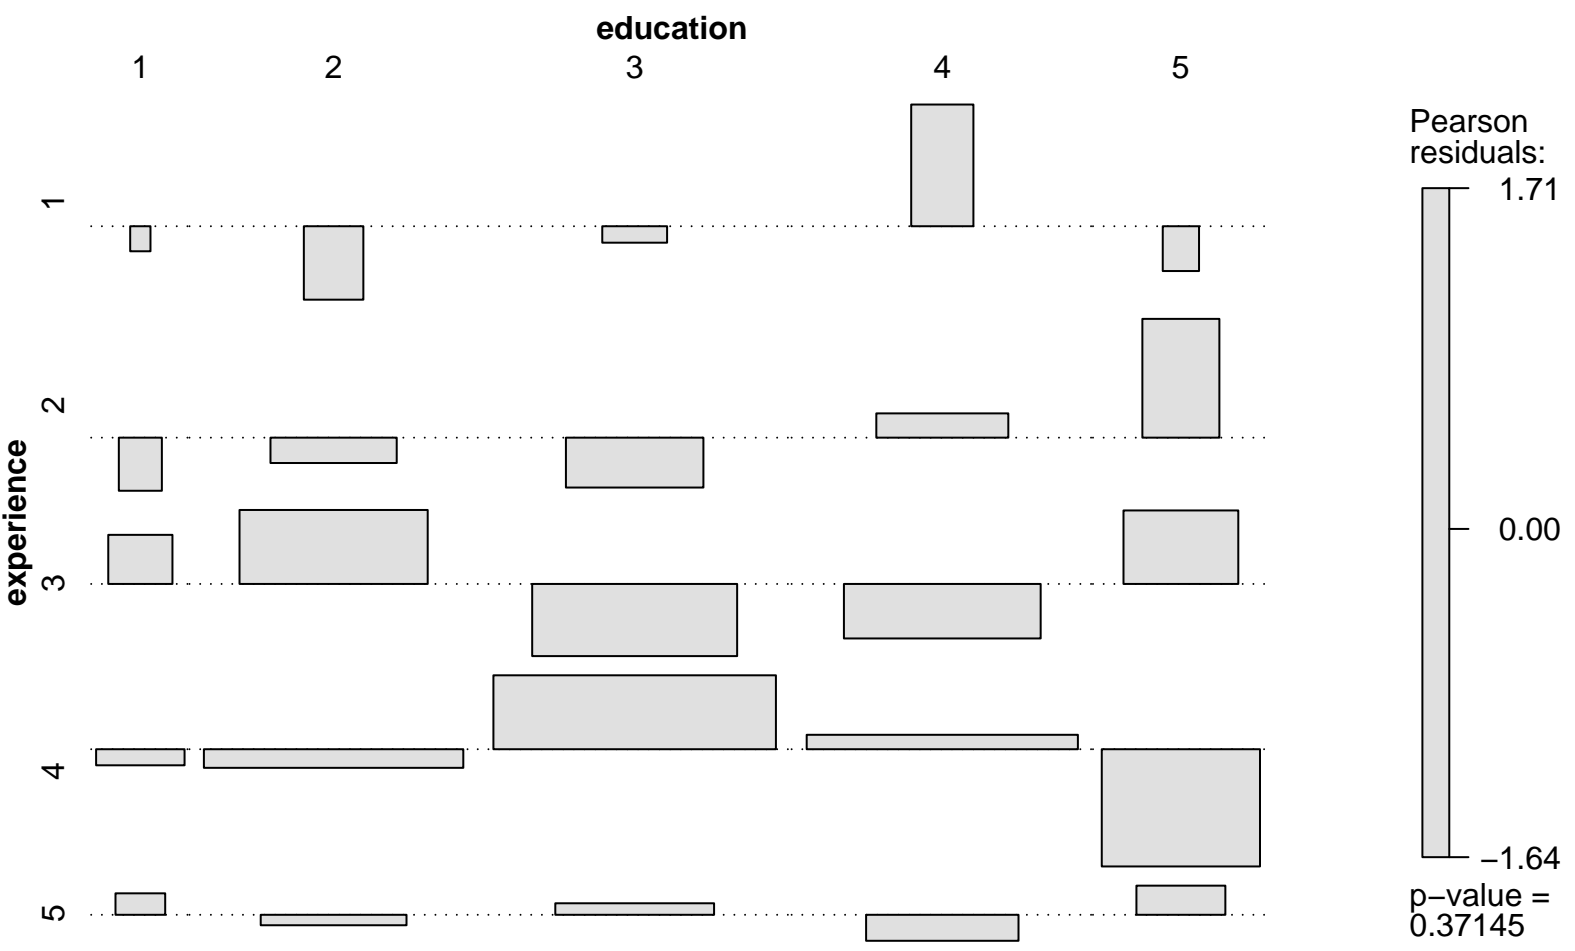 education
1 2 3 4 5
experience
1
2
3
4
5
Pearson
residuals:
1.71
0.00
−1.64
p−value =
0.37145